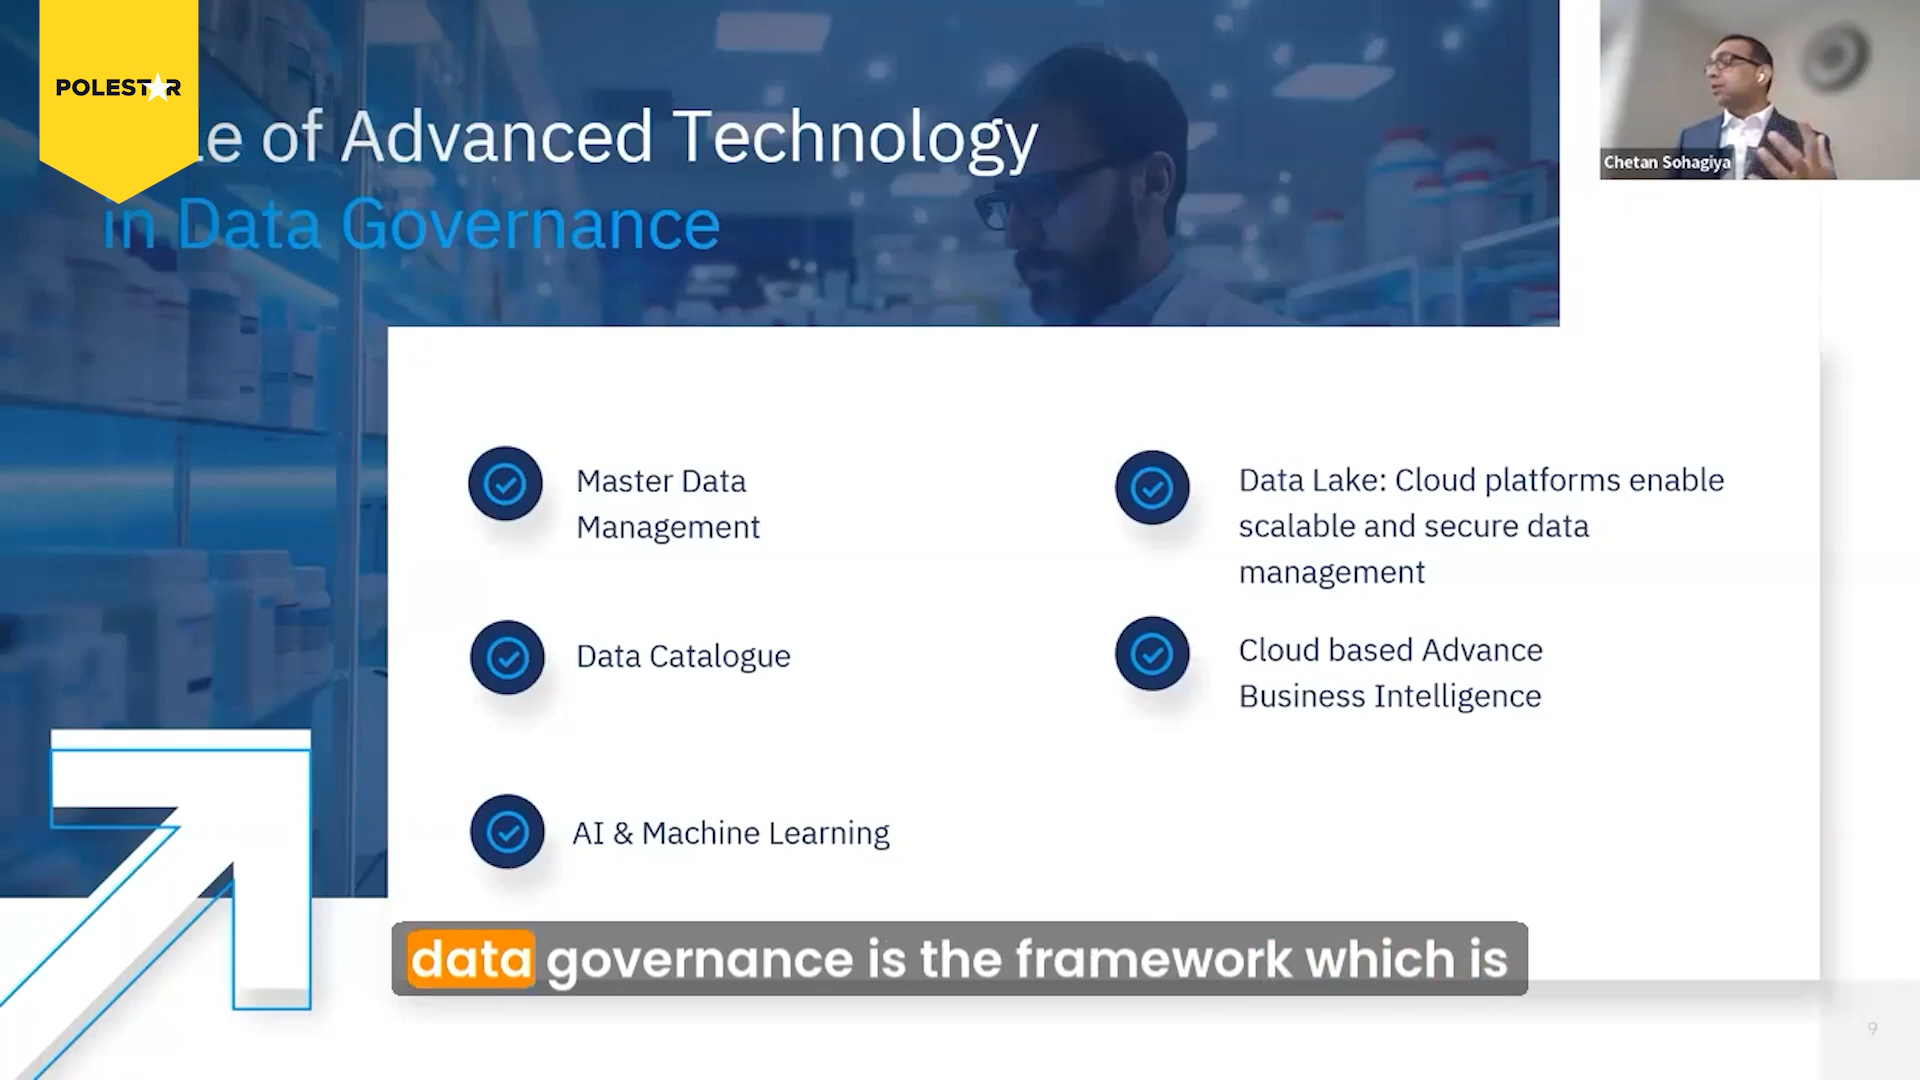 POLESTAR
le of Advanced Technology
in Data Governance
Chetan Sohagiya
Master Data
Management
Data Catalogue
AI & Machine Learning
Data Lake: Cloud platforms enable
scalable and secure data
management
Cloud based Advance
Business Intelligence
data governance is the framework which is
9